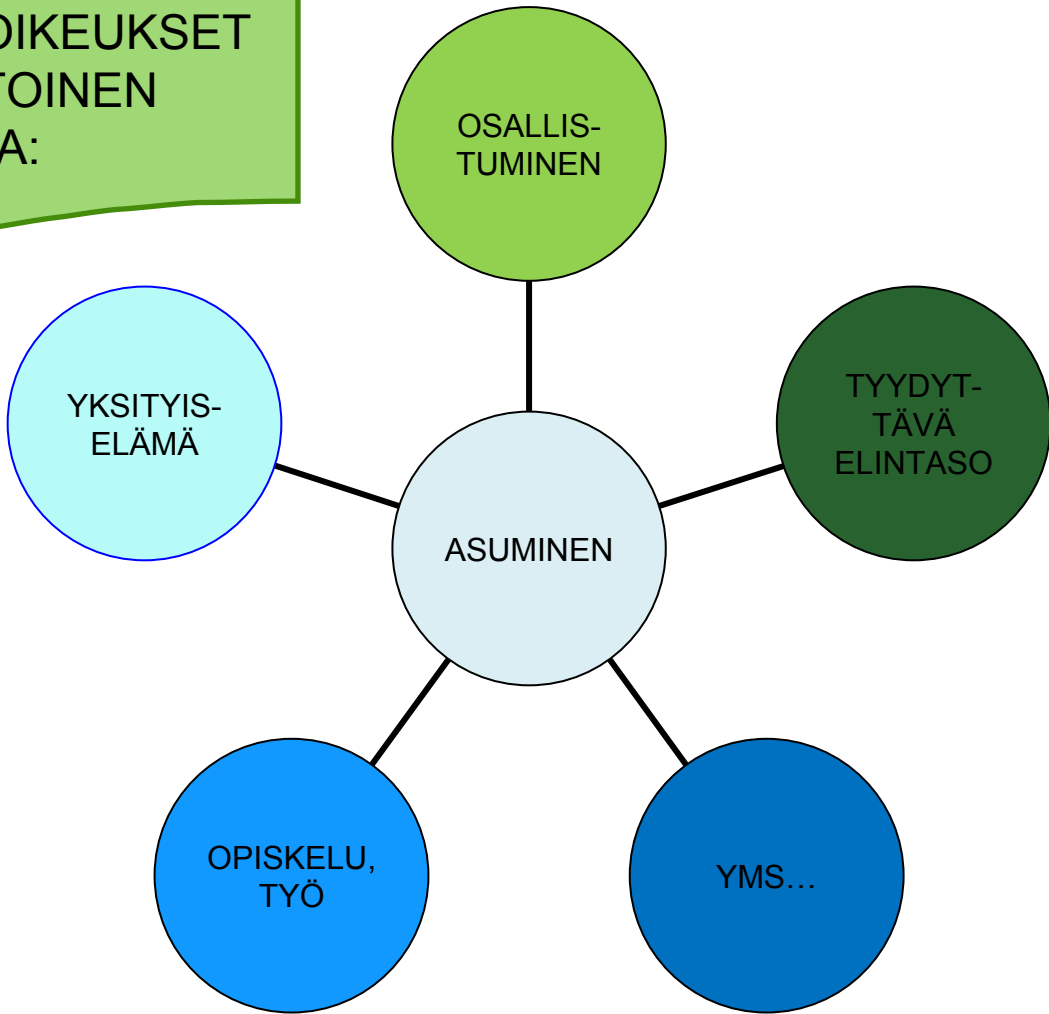 OIKEUKSET
TOINEN
A:
OSALLIS-
TUMINEN
YKSITYIS-
ELÄMÄ
TYYDYT-
TÄVÄ
ELINTASO
ASUMINEN
OPISKELU,
TYÖ
YMS…